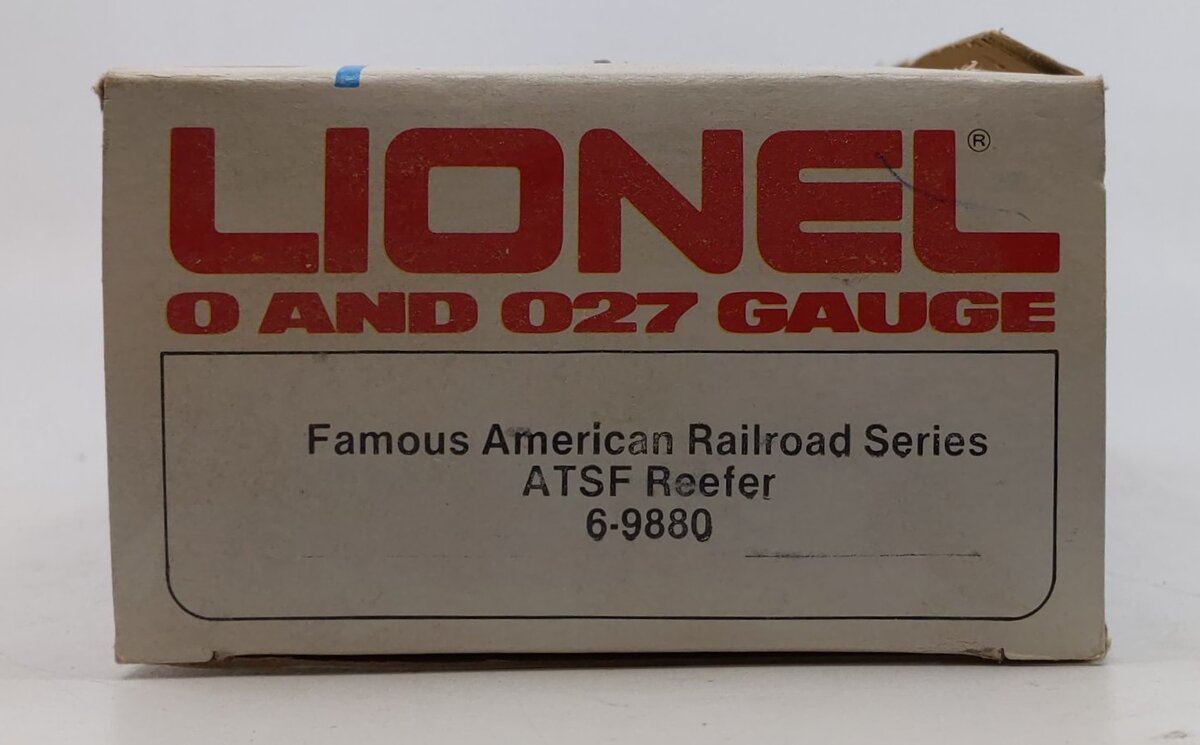 LIONEL®
O AND O27 GAUGE
Famous American Railroad Series
ATSF Reefer
6-9880